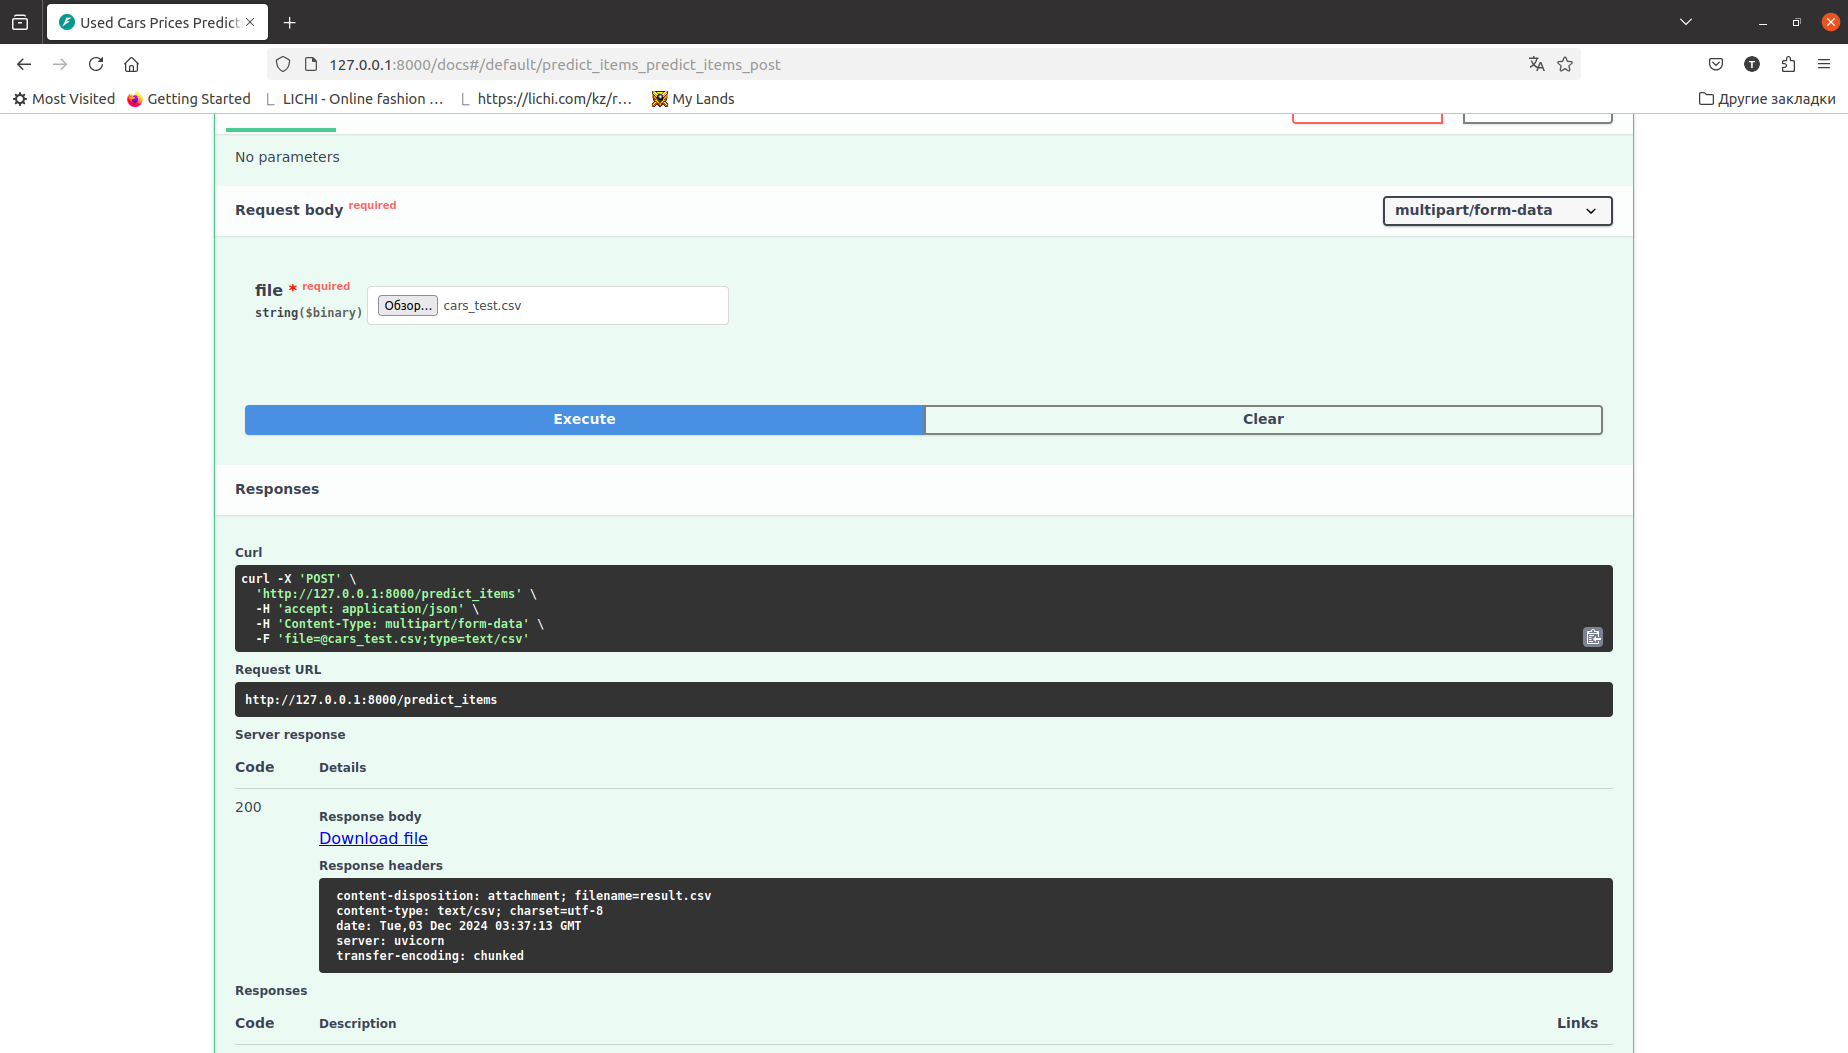 Used Cars Prices Predict
127.0.0.1:8000/docs#/default/predict_items_predict_items_post
T
Most Visited
Getting Started
LICHI - Online fashion ...
https://lichi.com/kz/r...
My Lands
Другие закладки
No parameters
Request body required
multipart/form-data
file * required
string($binary)
Обзор... cars_test.csv
Execute
Clear
Responses
Curl
curl -X 'POST' \
'http://127.0.0.1:8000/predict_items' \
-H 'accept: application/json' \
-H 'Content-Type: multipart/form-data' \
-F 'file=@cars_test.csv;type=text/csv'
Request URL
http://127.0.0.1:8000/predict_items
Server response
Code Details
200
Response body
Download file
Response headers
content-disposition: attachment; filename=result.csv
content-type: text/csv; charset=utf-8
date: Tue,03 Dec 2024 03:37:13 GMT
server: uvicorn
transfer-encoding: chunked
Responses
Code Description Links